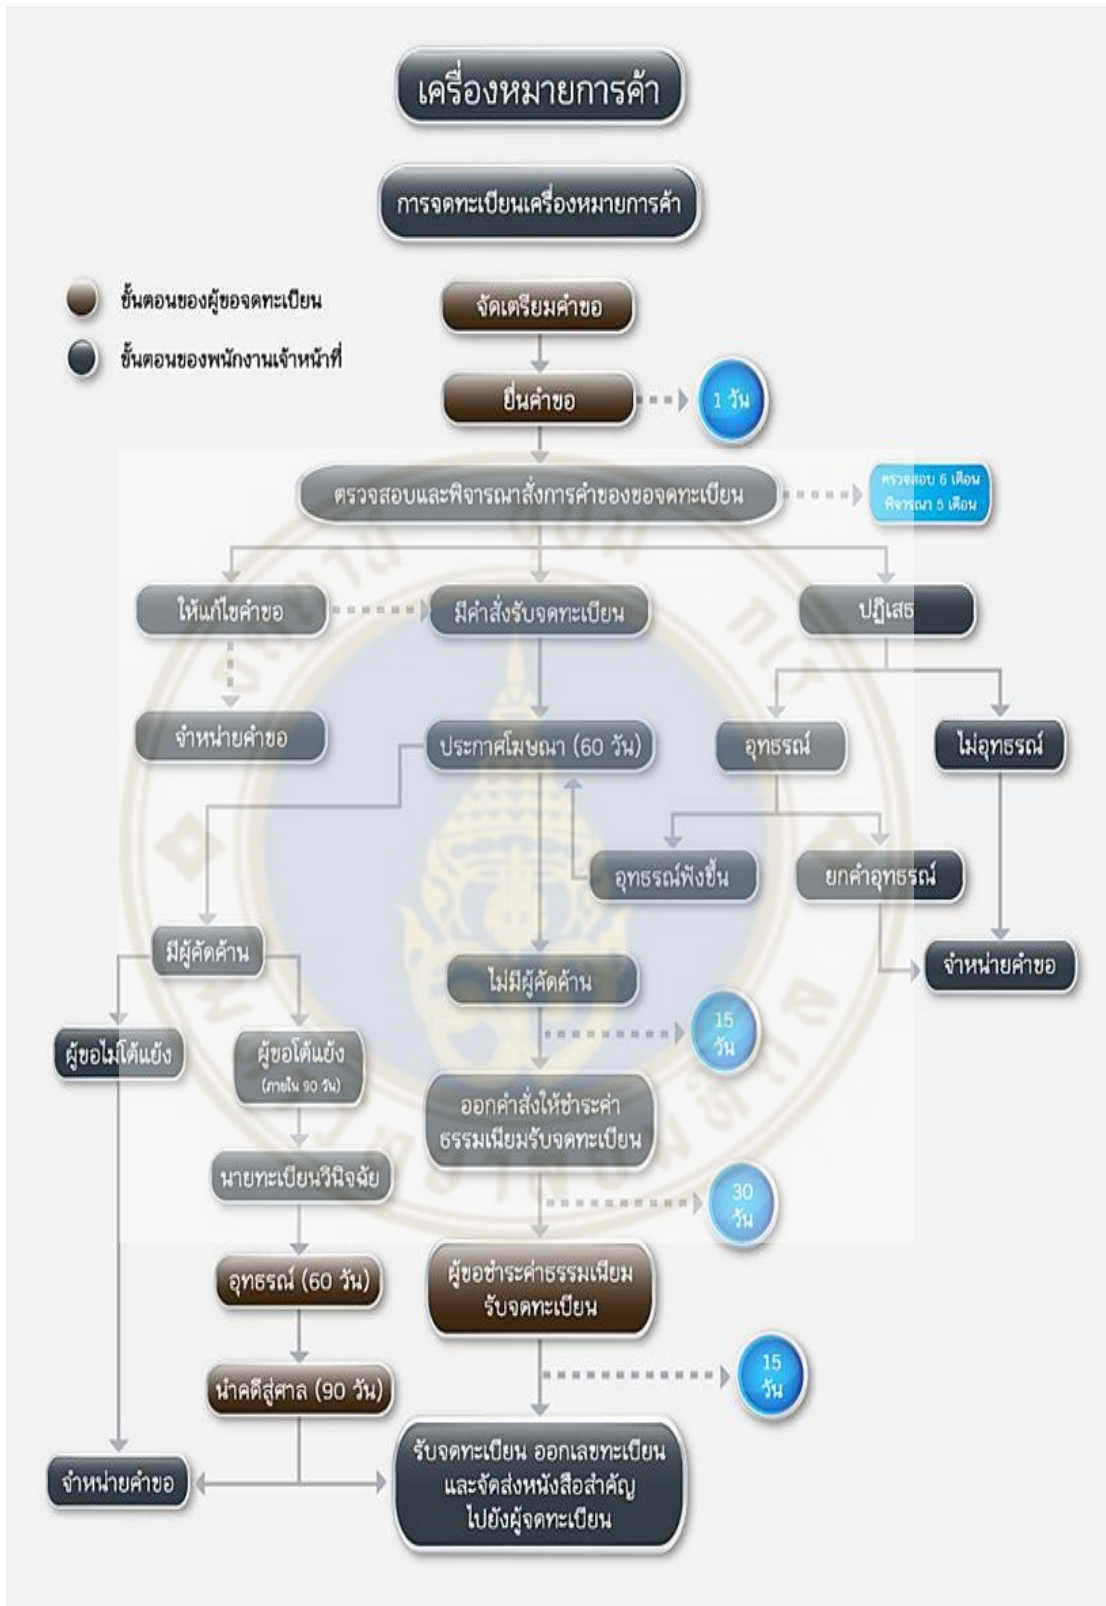 เครื่องหมายการค้า
การจดทะเบียนเครื่องหมายการค้า
ขั้นตอนของผู้ขอจดทะเบียน
ขั้นตอนของพนักงานเจ้าหน้าที่
จัดเตรียมคำขอ
ยื่นคำขอ
1 วัน
ตรวจสอบและพิจารณาสั่งการคำของขอจดทะเบียน
ตรวจสอบ 6 เดือน
พิจารณา 5 เดือน
ให้แก้ไขคำขอ
มีคำสั่งรับจดทะเบียน
ปฏิเสธ
จำหน่ายคำขอ
ประกาศโฆษณา (60 วัน)
อุทธรณ์
ไม่อุทธรณ์
อุทธรณ์ฟังขึ้น
ยกคำอุทธรณ์
มีผู้คัดค้าน
ไม่มีผู้คัดค้าน
จำหน่ายคำขอ
15
วัน
ผู้ขอไม่โต้แย้ง
ผู้ขอโต้แย้ง
(ภายใน 90 วัน)
ออกคำสั่งให้ชำระค่า
ธรรมเนียมรับจดทะเบียน
นายทะเบียนวินิจฉัย
30
วัน
อุทธรณ์ (60 วัน)
ผู้ขอชำระค่าธรรมเนียม
รับจดทะเบียน
15
วัน
นำคดีสู่ศาล (90 วัน)
จำหน่ายคำขอ
รับจดทะเบียน ออกเลขทะเบียน
และจัดส่งหนังสือสำคัญ
ไปยังผู้จดทะเบียน